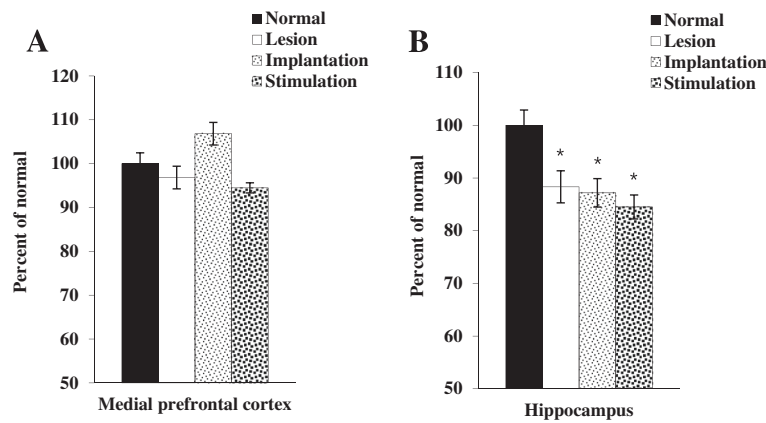 A
Normal
Lesion
Implantation
Stimulation
120
110
100
90
80
70
60
50
Percent of normal
Medial prefrontal cortex
B
Normal
Lesion
Implantation
Stimulation
110
100
90
80
70
60
50
Percent of normal
* * *
Hippocampus